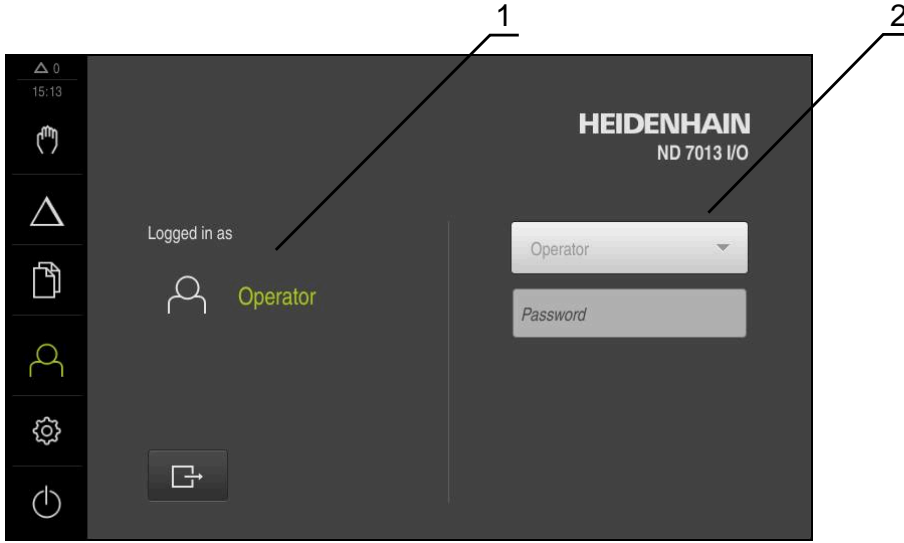 1
2
0
15:13
HEIDENHAIN
ND 7013 I/O
Logged in as
Operator
Operator
Password